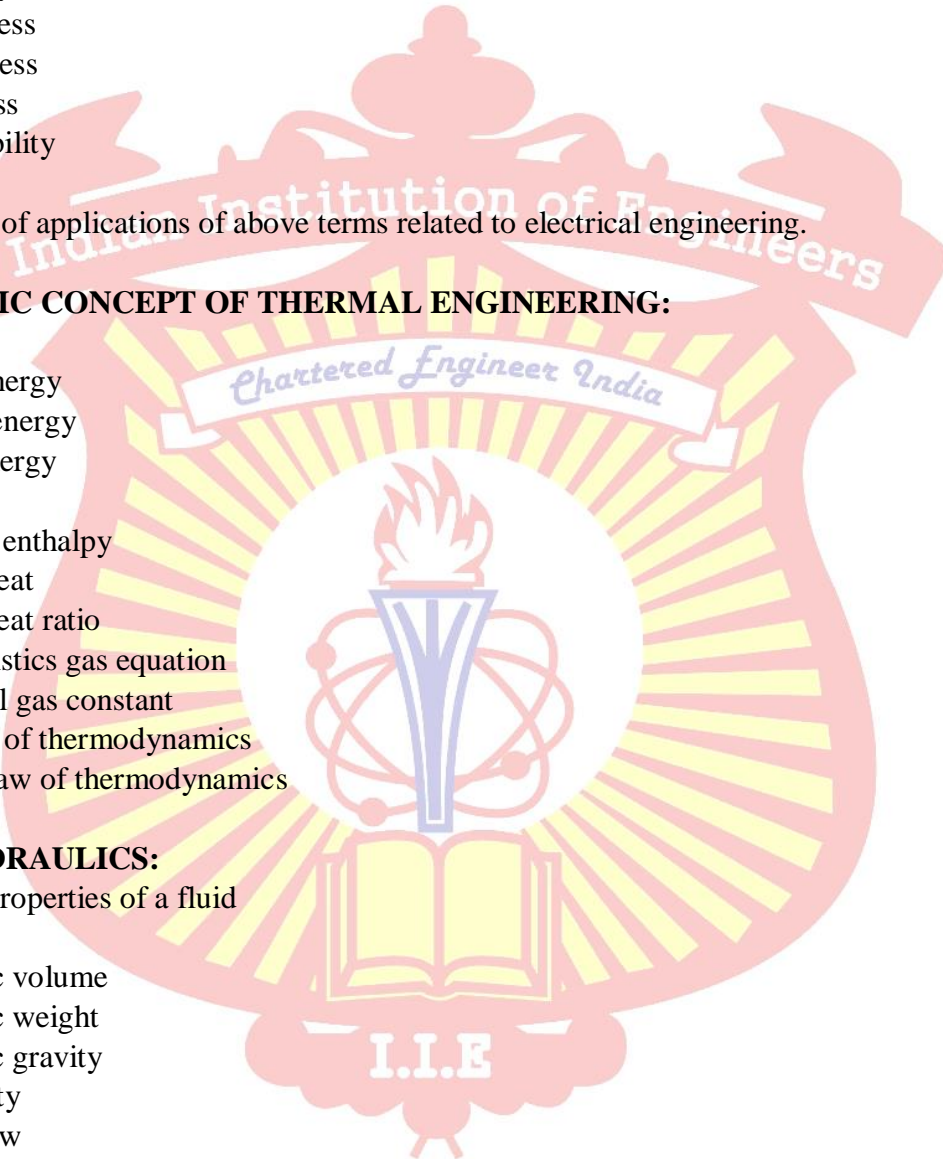 ess
ess
ss
bility
of applications of above terms related to electrical engineering.
Indian Institution of Engineers
IC CONCEPT OF THERMAL ENGINEERING:
Chartered Engineer India
nergy
energy
ergy
enthalpy
eat
eat ratio
istics gas equation
l gas constant
of thermodynamics
aw of thermodynamics
DRAULICS:
roperties of a fluid
c volume
c weight
c gravity
ty
w
I.I.E